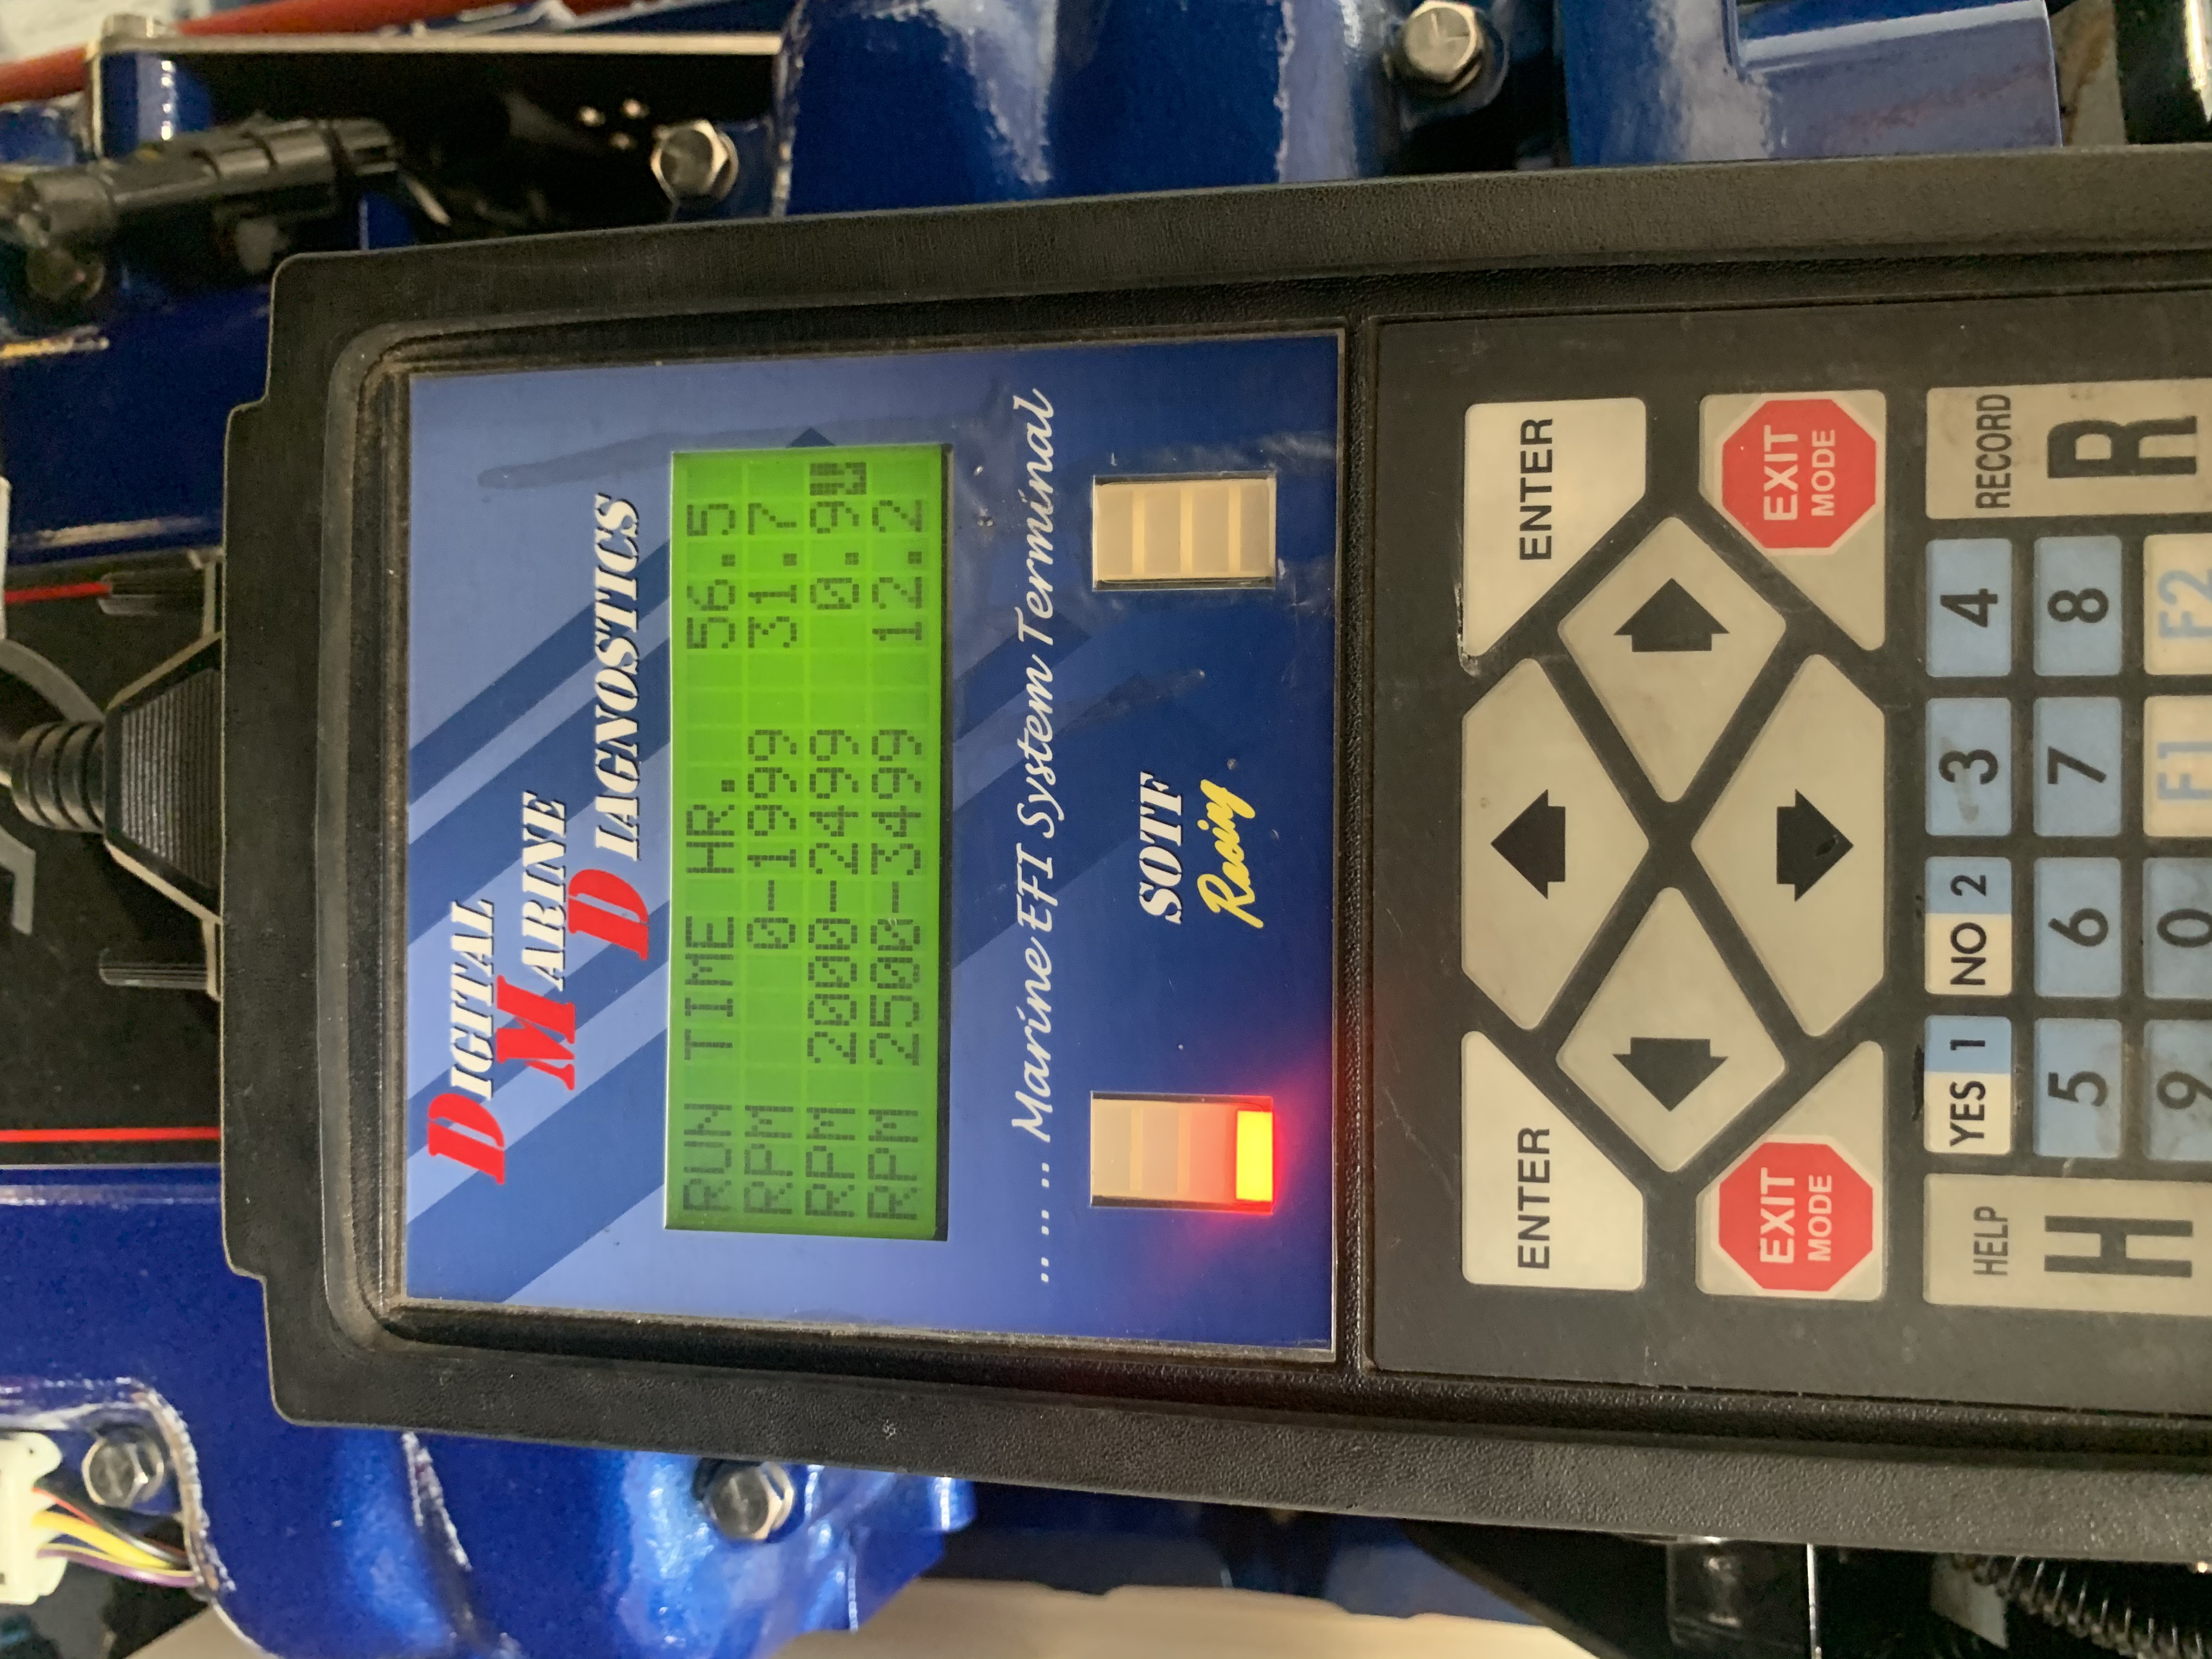 DIGITAL
MARINE
DIAGNOSTICS
RUN TIME HR. 56.5
RPM 0-1999 31.7
RPM 2000-2499 0.9
RPM 2500-3499 12.2
.. .. .. Marine EFI System Terminal
SOTF
Racing
ENTER ENTER
EXIT MODE EXIT MODE
HELP YES 1 NO 2 3 4 RECORD
H 5 6 7 8 R
9 0 F1 F2